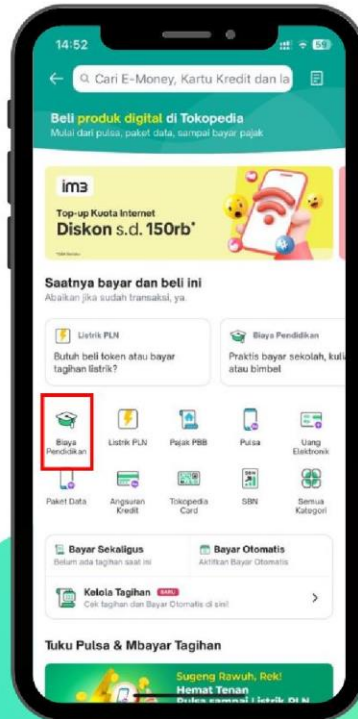 14:52
59
Cari E-Money, Kartu Kredit dan la
Beli produk digital di Tokopedia
Mulai dari pulsa, paket data, sampai bayar pajak
im3
Top-up Kuota Internet
Diskon s.d. 150rb*
Saatnya bayar dan beli ini
Abaikan jika sudah transaksi, ya
Listrik PLN
Butuh beli token atau bayar
tagihan listrik?
Biaya Pendidikan
Praktis bayar sekolah, kulia
atau bimbel
Biaya
Pendidikan
Listrik PLN
Pajak PBB
Pulsa
Uang
Elektronik
Paket Data
Angsuran
Kredit
Tokopedia
Card
SBN
Semua
Kategori
Bayar Sekaligus
Belum ada tagihan saat ini
Bayar Otomatis
Aktifkan Bayar Otomatis
Kelola Tagihan BARU
Cek tagihan dan Bayar Otomatis di sini!
Tuku Pulsa & Mbayar Tagihan
Sugeng Rawuh, Rek!
Hemat Tenan
Pulsa sampai Listrik PLN